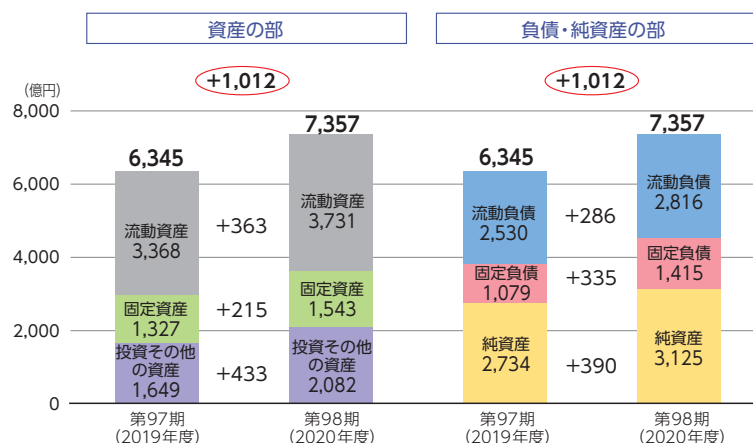 資産の部
負債・純資産の部
+1,012
+1,012
(億円)
8,000
6,000
4,000
2,000
0
6,345
7,357
6,345
7,357
流動資産
3,368
+363
流動資産
3,731
固定資産
1,327
+215
固定資産
1,543
投資その他
の資産
1,649
+433
投資その他
の資産
2,082
流動負債
2,530
+286
流動負債
2,816
固定負債
1,079
+335
固定負債
1,415
純資産
2,734
+390
純資産
3,125
第97期
(2019年度)
第98期
(2020年度)
第97期
(2019年度)
第98期
(2020年度)